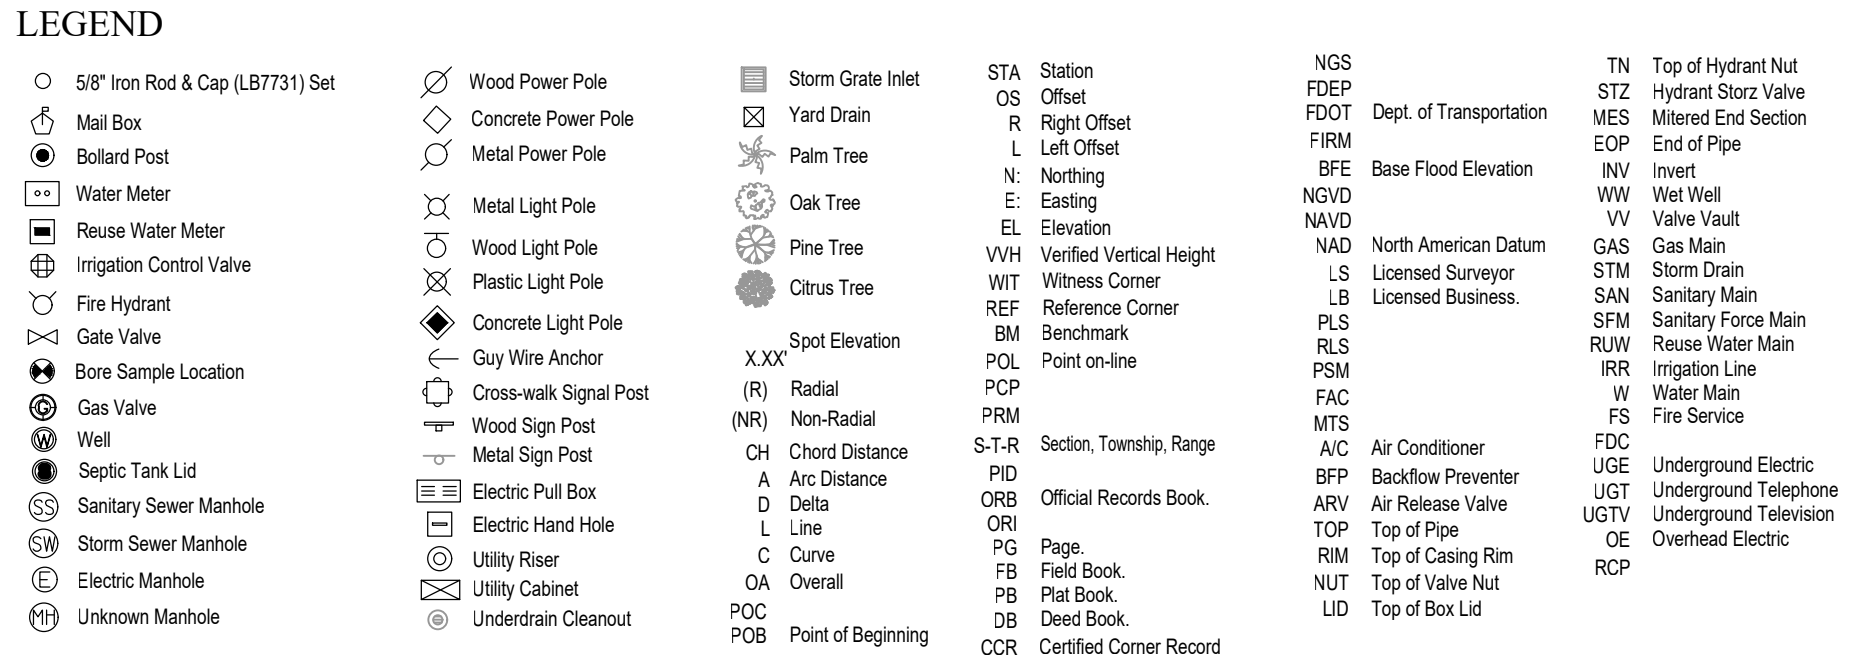 LEGEND
5/8" Iron Rod & Cap (LB7731) Set
Mail Box
Bollard Post
Water Meter
Reuse Water Meter
Irrigation Control Valve
Fire Hydrant
Gate Valve
Bore Sample Location
G Gas Valve
W Well
Septic Tank Lid
SS Sanitary Sewer Manhole
SW Storm Sewer Manhole
E Electric Manhole
MH Unknown Manhole
Wood Power Pole
Concrete Power Pole
Metal Power Pole
Metal Light Pole
Wood Light Pole
Plastic Light Pole
Concrete Light Pole
Guy Wire Anchor
Cross-walk Signal Post
Wood Sign Post
Metal Sign Post
Electric Pull Box
Electric Hand Hole
Utility Riser
Utility Cabinet
Underdrain Cleanout
Storm Grate Inlet
Yard Drain
Palm Tree
Oak Tree
Pine Tree
Citrus Tree
Spot Elevation
X.XX'
(R) Radial
(NR) Non-Radial
CH Chord Distance
A Arc Distance
D Delta
L Line
C Curve
OA Overall
POC
POB Point of Beginning
STA Station
OS Offset
R Right Offset
L Left Offset
N: Northing
E: Easting
EL Elevation
VVH Verified Vertical Height
WIT Witness Corner
REF Reference Corner
BM Benchmark
POL Point on-line
PCP
PRM
S-T-R Section, Township, Range
PID
ORB Official Records Book.
ORI
PG Page.
FB Field Book.
PB Plat Book.
DB Deed Book.
CCR Certified Corner Record
NGS
FDEP
FDOT Dept. of Transportation
FIRM
BFE Base Flood Elevation
NGVD
NAVD
NAD North American Datum
LS Licensed Surveyor
LB Licensed Business.
PLS
RLS
PSM
FAC
MTS
A/C Air Conditioner
BFP Backflow Preventer
ARV Air Release Valve
TOP Top of Pipe
RIM Top of Casing Rim
NUT Top of Valve Nut
LID Top of Box Lid
TN Top of Hydrant Nut
STZ Hydrant Storz Valve
MES Mitered End Section
EOP End of Pipe
INV Invert
WW Wet Well
VV Valve Vault
GAS Gas Main
STM Storm Drain
SAN Sanitary Main
SFM Sanitary Force Main
RUW Reuse Water Main
IRR Irrigation Line
W Water Main
FS Fire Service
FDC
UGE Underground Electric
UGT Underground Telephone
UGTV Underground Television
OE Overhead Electric
RCP